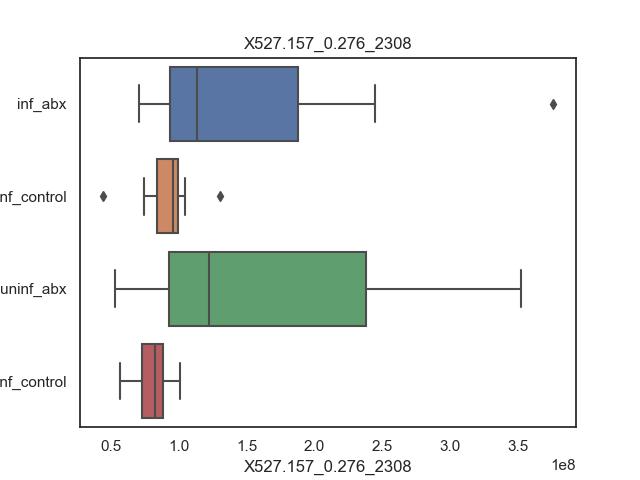 X527.157_0.276_2308
inf_abx
nf_control
uninf_abx
nf_control
0.5 1.0 1.5 2.0 2.5 3.0 3.5
X527.157_0.276_2308
1e8